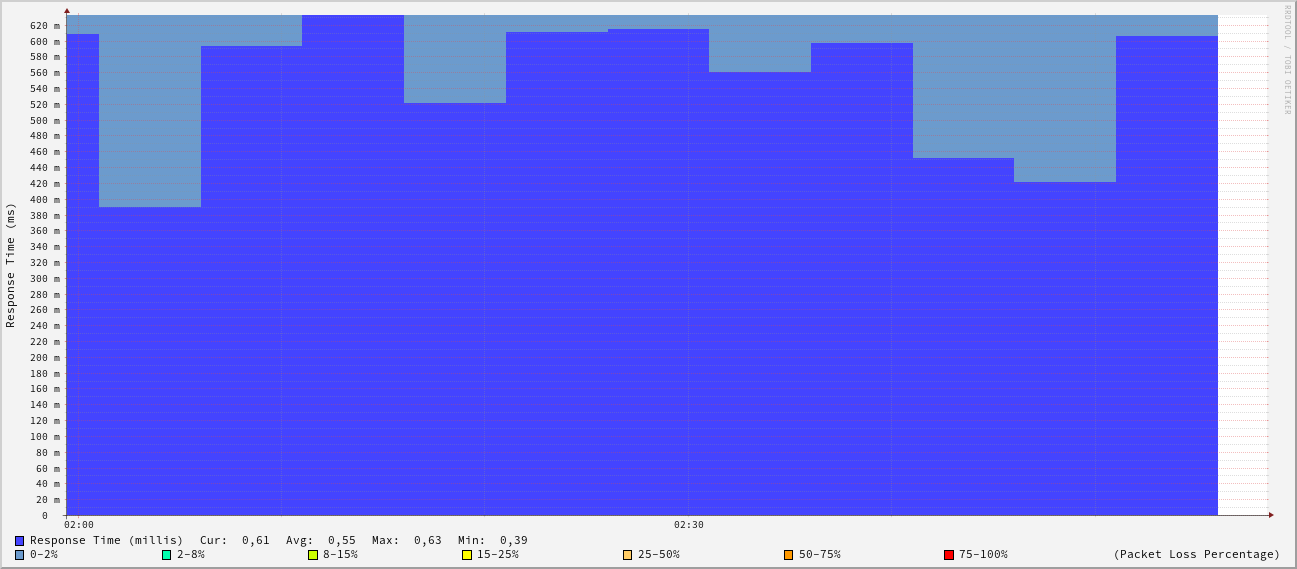 RRDTOOL / TOBI OETIKER
Response Time (ms)
620 m
600 m
580 m
560 m
540 m
520 m
500 m
480 m
460 m
440 m
420 m
400 m
380 m
360 m
340 m
320 m
300 m
280 m
260 m
240 m
220 m
200 m
180 m
160 m
140 m
120 m
100 m
80 m
60 m
40 m
20 m
0
02:00 02:30
Response Time (millis) Cur: 0,61 Avg: 0,55 Max: 0,63 Min: 0,39
0-2% 2-8% 8-15% 15-25% 25-50% 50-75% 75-100% (Packet Loss Percentage)